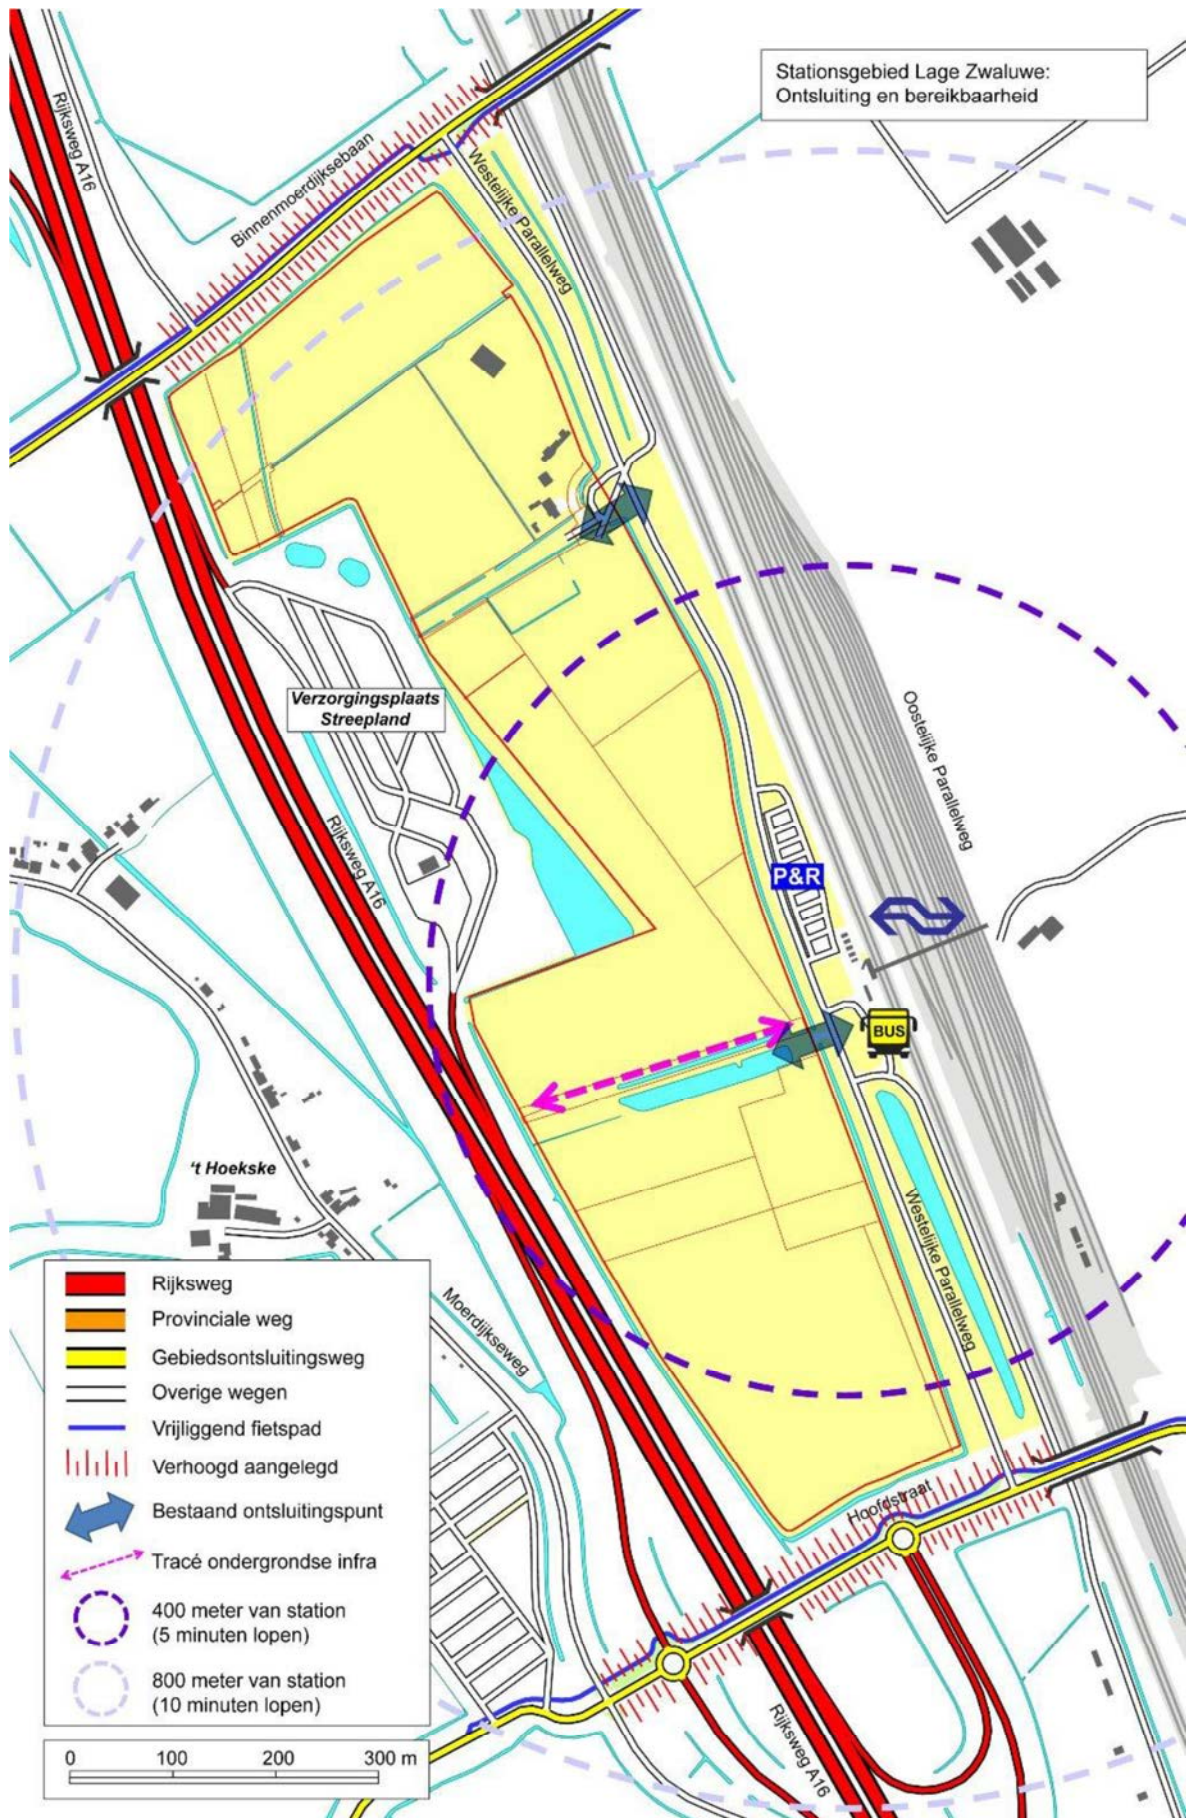 Stationsgebied Lage Zwaluwe:
Ontsluiting en bereikbaarheid
Rijksweg A16
Binnenmoerdijksebaan
Westelijke Parallelweg
Verzorgingsplaats
Streepland
Oostelijke Parallelweg
Rijksweg A16
P&R
BUS
't Hoekske
Westelijke Parallelweg
Moerdijkseweg
Hoofdstraat
Rijksweg A16
Rijksweg
Provinciale weg
Gebiedsontsluitingsweg
Overige wegen
Vrijliggend fietspad
Verhoogd aangelegd
Bestaand ontsluitingspunt
Tracé ondergrondse infra
400 meter van station
(5 minuten lopen)
800 meter van station
(10 minuten lopen)
0 100 200 300 m